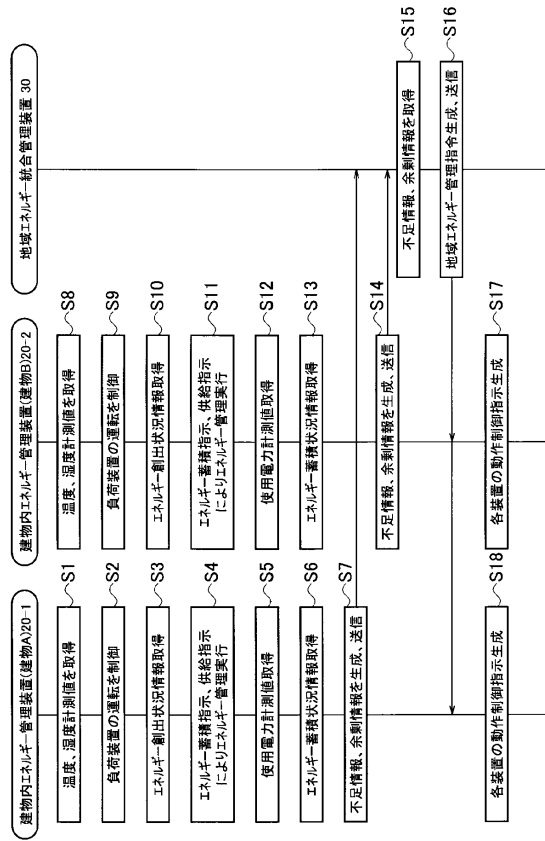 建物内エネルギー管理装置(建物A)20-1
建物内エネルギー管理装置(建物B)20-2
地域エネルギー統合管理装置 30
温度、湿度計測値を取得
S1
負荷装置の運転を制御
S2
エネルギー創出状況情報取得
S3
エネルギー蓄積指示、供給指示
によりエネルギー管理実行
S4
使用電力計測値取得
S5
エネルギー蓄積状況情報取得
S6
不足情報、余剰情報を生成、送信
S7
温度、湿度計測値を取得
S8
負荷装置の運転を制御
S9
エネルギー創出状況情報取得
S10
エネルギー蓄積指示、供給指示
によりエネルギー管理実行
S11
使用電力計測値取得
S12
エネルギー蓄積状況情報取得
S13
不足情報、余剰情報を生成、送信
S14
不足情報、余剰情報を取得
S15
地域エネルギー管理指令生成、送信
S16
各装置の動作制御指示生成
S17
各装置の動作制御指示生成
S18